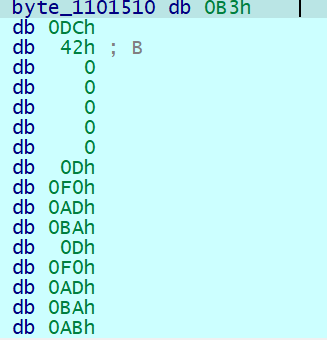 byte_1101510 db 0B3h
db 0DCh
db 42h ; B
db 0
db 0
db 0
db 0
db 0
db 0Dh
db 0F0h
db 0ADh
db 0BAh
db 0Dh
db 0F0h
db 0ADh
db 0BAh
db 0ABh